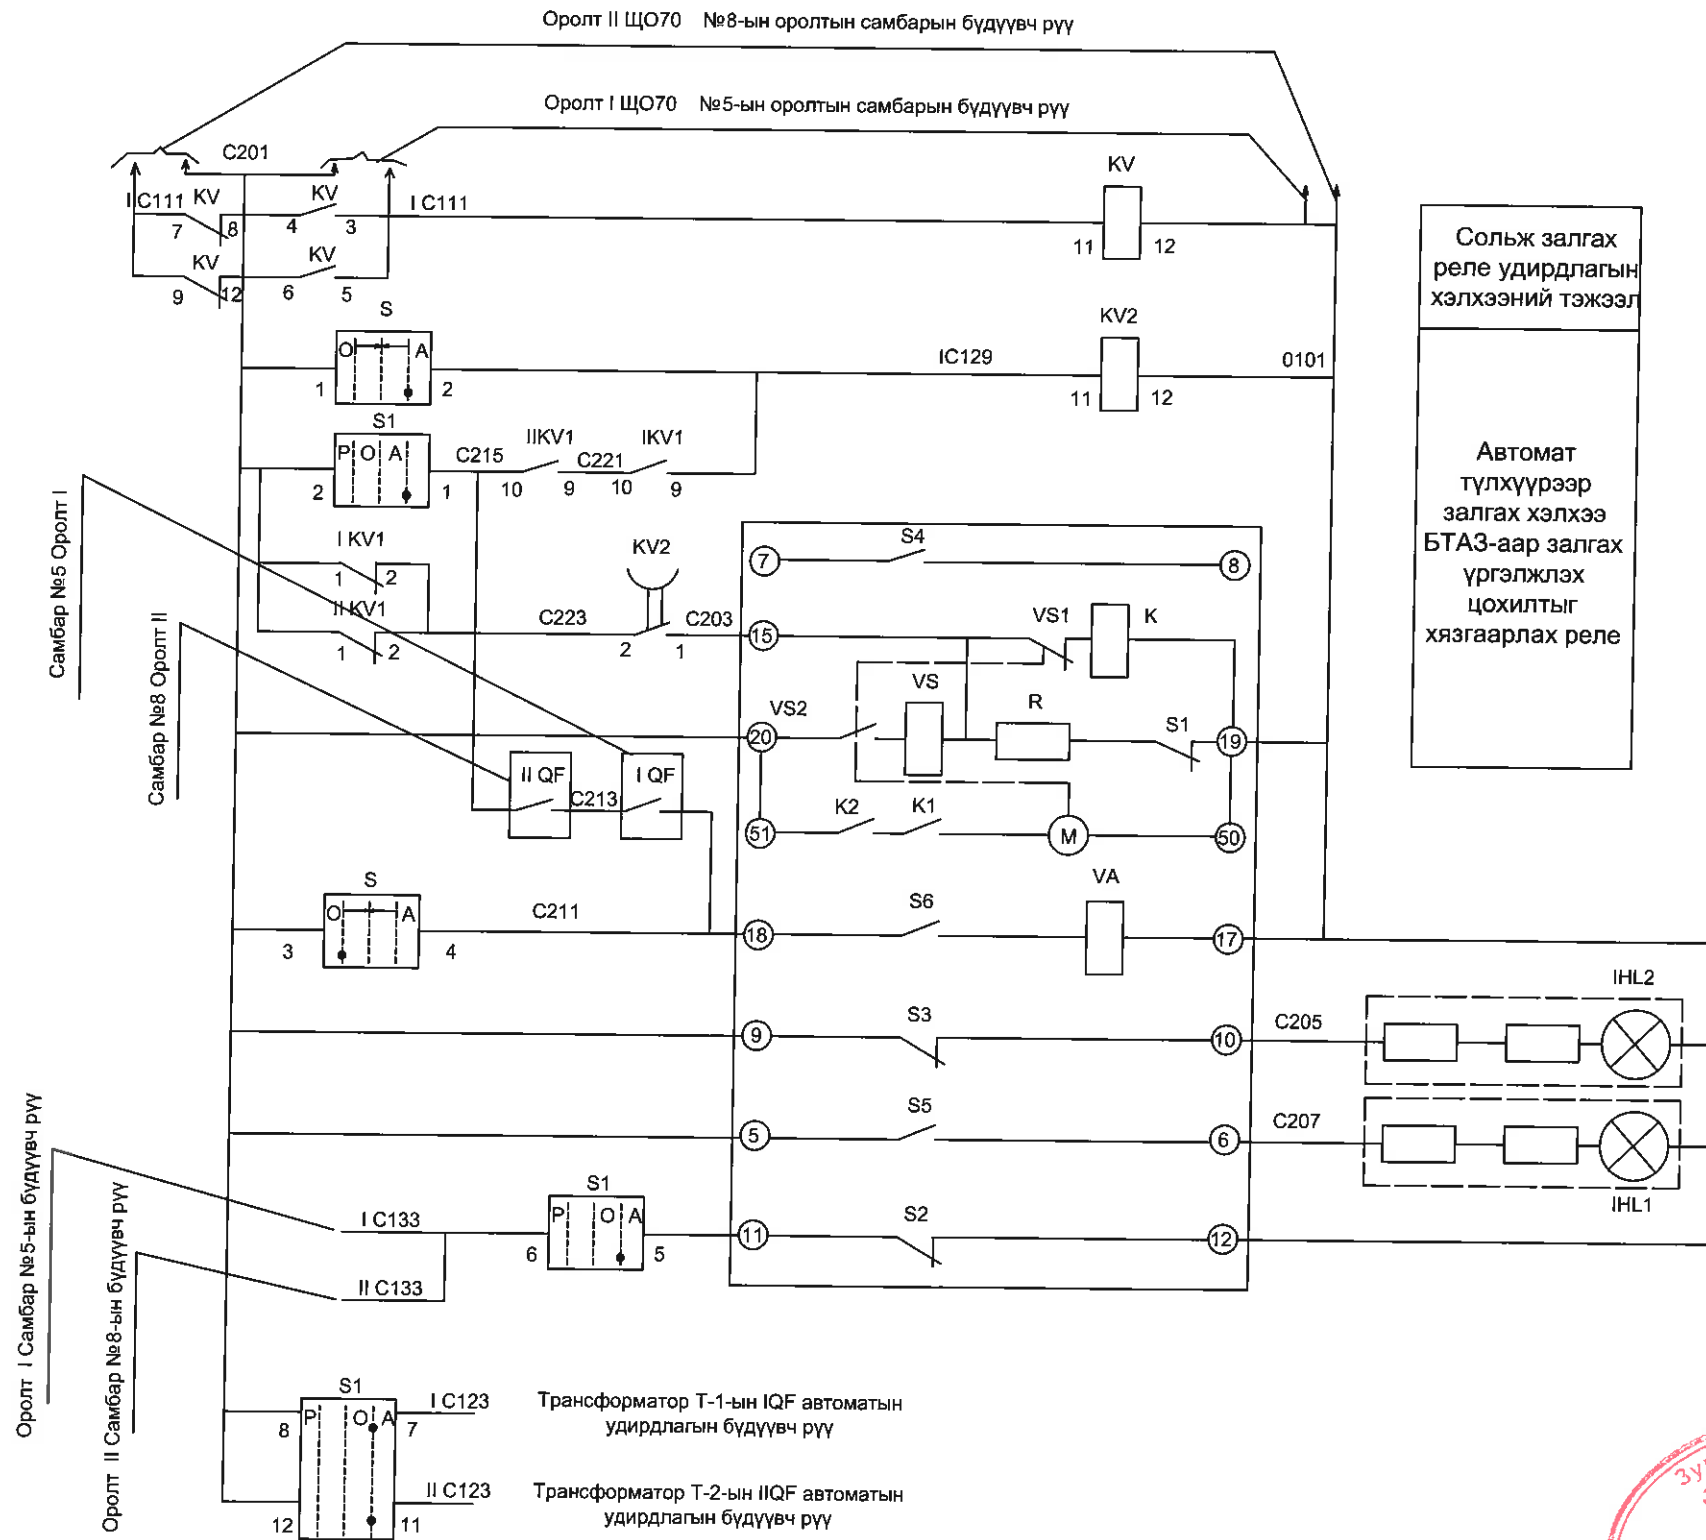 Оролт II ЩО70 №8-ын оролтын самбарын бүдүүвч рүү
Оролт I ЩО70 №5-ын оролтын самбарын бүдүүвч рүү
C201
I C111 KV KV I C111 KV
7 8 4 3 11 12
KV KV
9 12 6 5
S
O A
1 2
IC129
KV2
11 12
0101
S1
P O A
2 1
C215
IIKV1
10 9
C221
IKV1
10 9
Самбар №5 Оролт I
I KV1
1 2
II KV1
1 2
C223
KV2
2 1
C203
Самбар №8 Оролт II
7 S4 8
15 VS1 K
VS2
20 VS R S1 19
II QF
C213
I QF
51 K2 K1 M 50
S
O A
3 4
C211
18 S6 VA 17
9 S3 10
C205
IHL2
5 S5 6
C207
IHL1
Оролт I Самбар №5-ын бүдүүвч рүү
I C133
Оролт II Самбар №8-ын бүдүүвч рүү
II C133
S1
P O A
6 5
11 S2 12
S1
P O A
8 7
I C123
Трансформатор Т-1-ын IQF автоматын
удирдлагын бүдүүвч рүү
12 11
II C123
Трансформатор Т-2-ын IIQF автоматын
удирдлагын бүдүүвч рүү
Сольж залгах
реле удирдлагын
хэлхээний тэжээл
Автомат
түлхүүрээр
залгах хэлхээ
БТАЗ-аар залгах
үргэлжлэх
цохилтыг
хязгаарлах реле